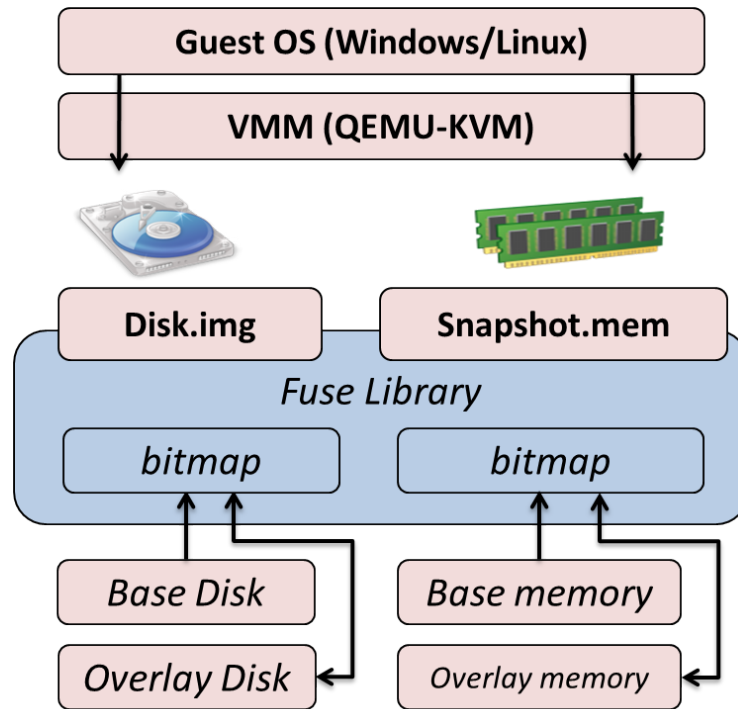 Guest OS (Windows/Linux)
VMM (QEMU-KVM)
Disk.img
Snapshot.mem
Fuse Library
bitmap
bitmap
Base Disk
Base memory
Overlay Disk
Overlay memory